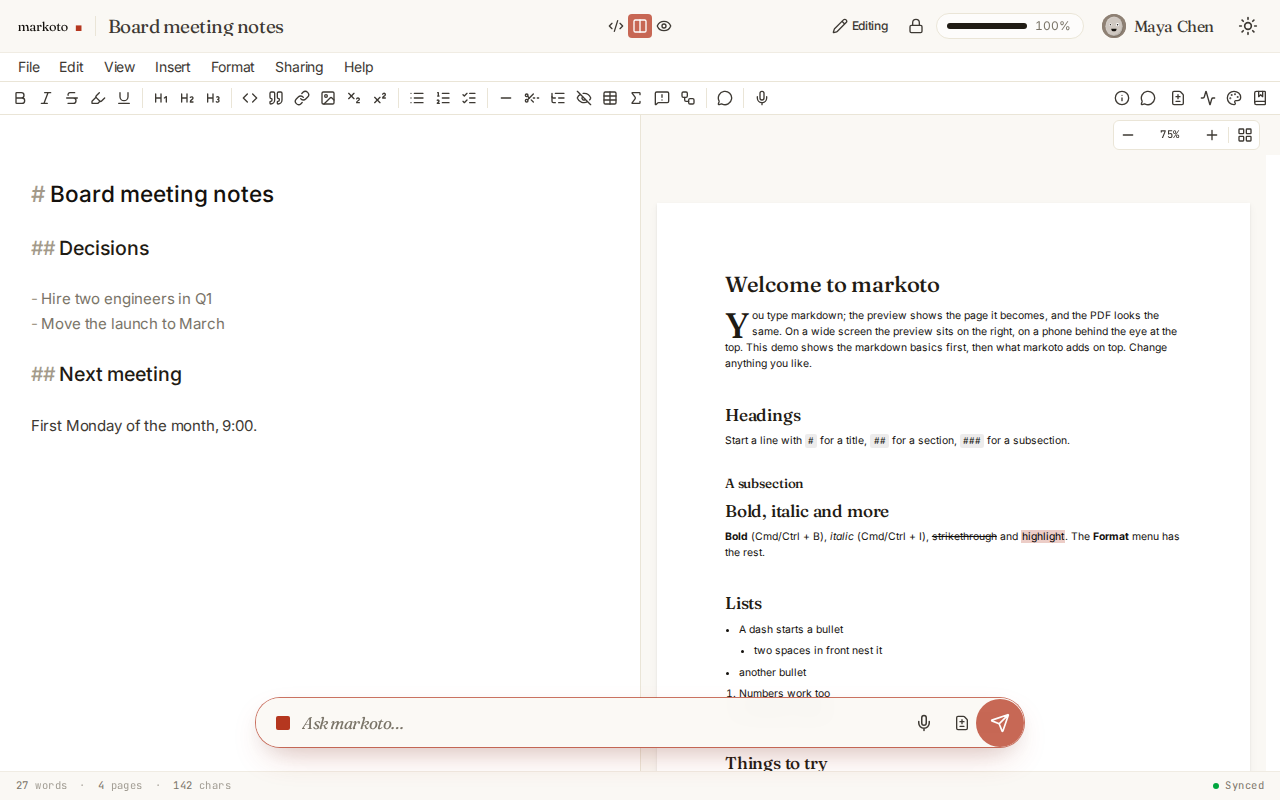 markoto
Board meeting notes
Editing
100%
Maya Chen
File Edit View Insert Format Sharing Help
H1 H2 H3
75%
# Board meeting notes
## Decisions
- Hire two engineers in Q1
- Move the launch to March
## Next meeting
First Monday of the month, 9:00.
Welcome to markoto
You type markdown; the preview shows the page it becomes, and the PDF looks the
same. On a wide screen the preview sits on the right, on a phone behind the eye at the
top. This demo shows the markdown basics first, then what markoto adds on top. Change
anything you like.
Headings
Start a line with # for a title, ## for a section, ### for a subsection.
A subsection
Bold, italic and more
Bold (Cmd/Ctrl + B), italic (Cmd/Ctrl + I), strikethrough and highlight. The Format menu has
the rest.
Lists
• A dash starts a bullet
• two spaces in front nest it
• another bullet
1. Numbers work too
Ask markoto...
Things to try
27 words · 4 pages · 142 chars
Synced